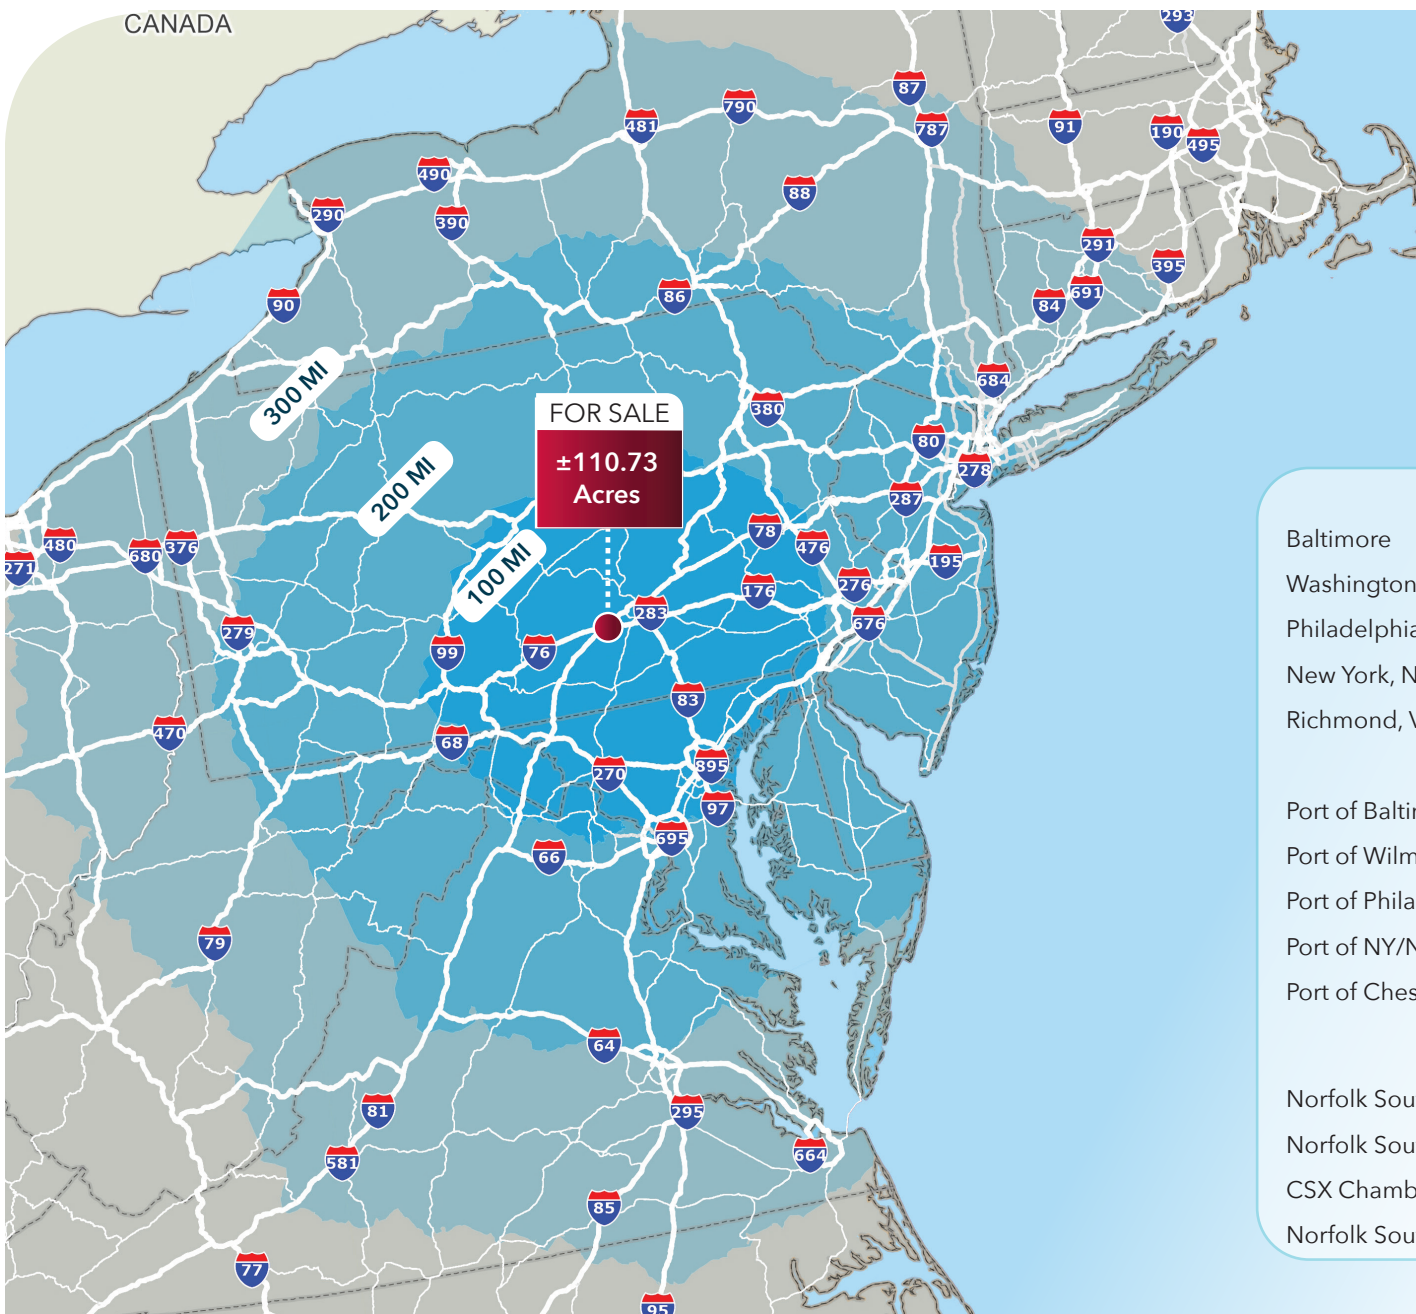 CANADA
293
87
790
481
787
91
190
495
490
88
290
390
291
395
86
691
90
84
300 MI
684
FOR SALE
380
±110.73
Acres
80
200 MI
278
287
78
480
376
476
680
271
100 MI
195
276
176
283
676
279
99
76
83
470
68
895
270
97
695
66
79
64
81
295
581
664
85
77
95
Baltimore
Washington
Philadelphia
New York, N
Richmond, V
Port of Baltin
Port of Wilm
Port of Phila
Port of NY/N
Port of Ches
Norfolk Sou
Norfolk Sou
CSX Chamb
Norfolk Sou